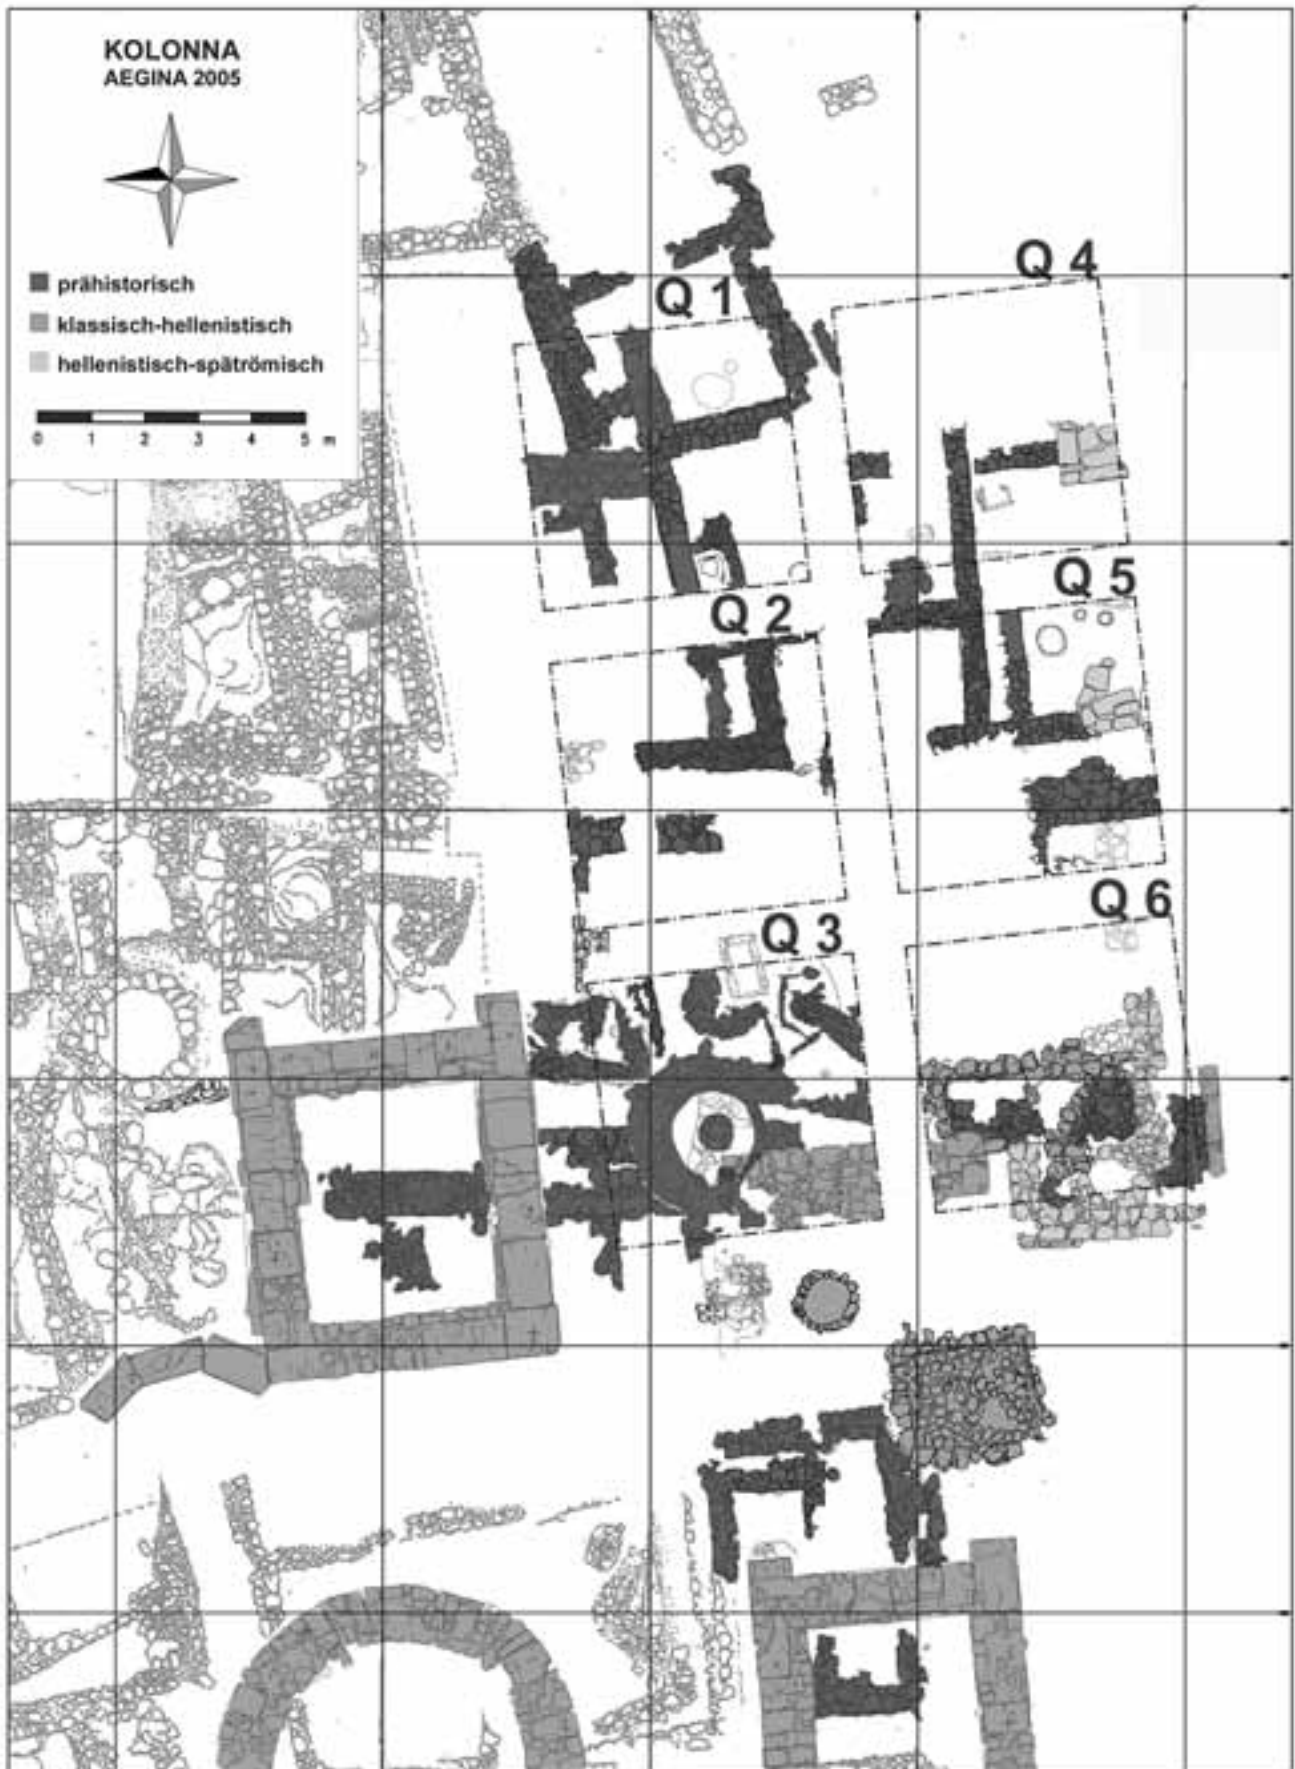 KOLONNA
AEGINA 2005
prähistorisch
klassisch-hellenistisch
hellenistisch-spätrömisch
0 1 2 3 4 5 m
Q 1
Q 4
Q 2
Q 5
Q 3
Q 6